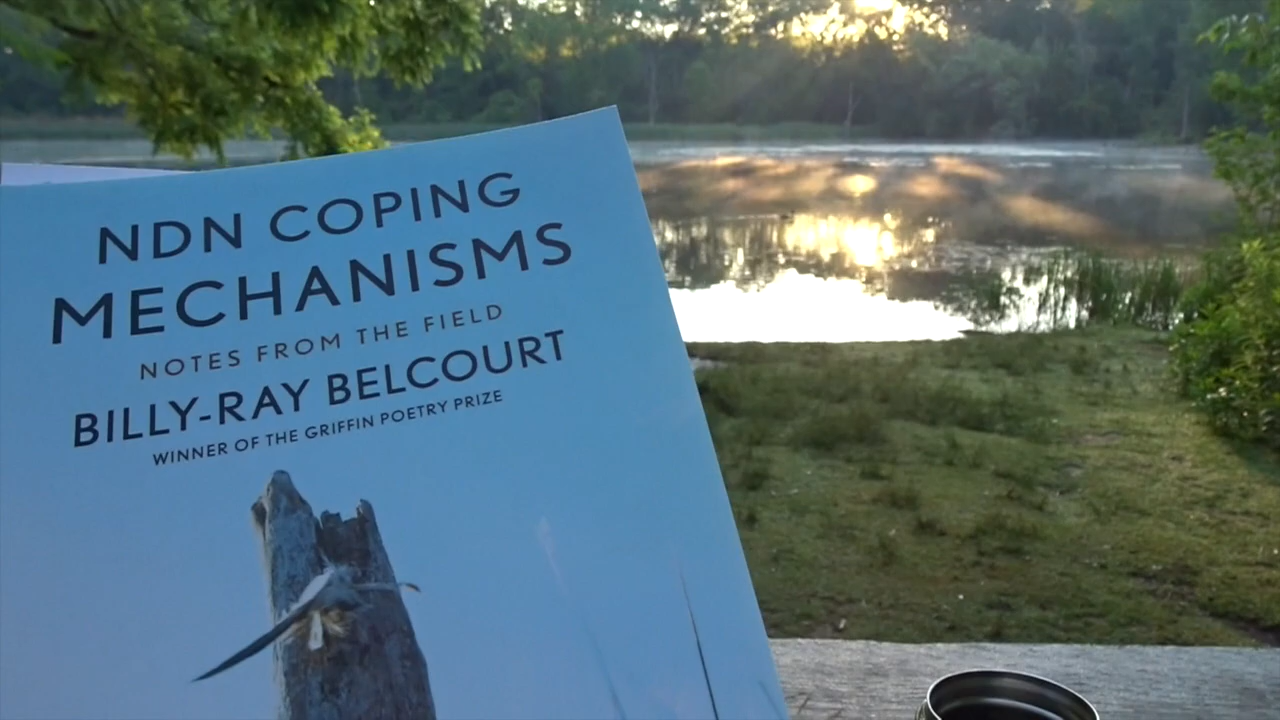 NDN COPING
MECHANISMS
NOTES FROM THE FIELD
BILLY-RAY BELCOURT
WINNER OF THE GRIFFIN POETRY PRIZE